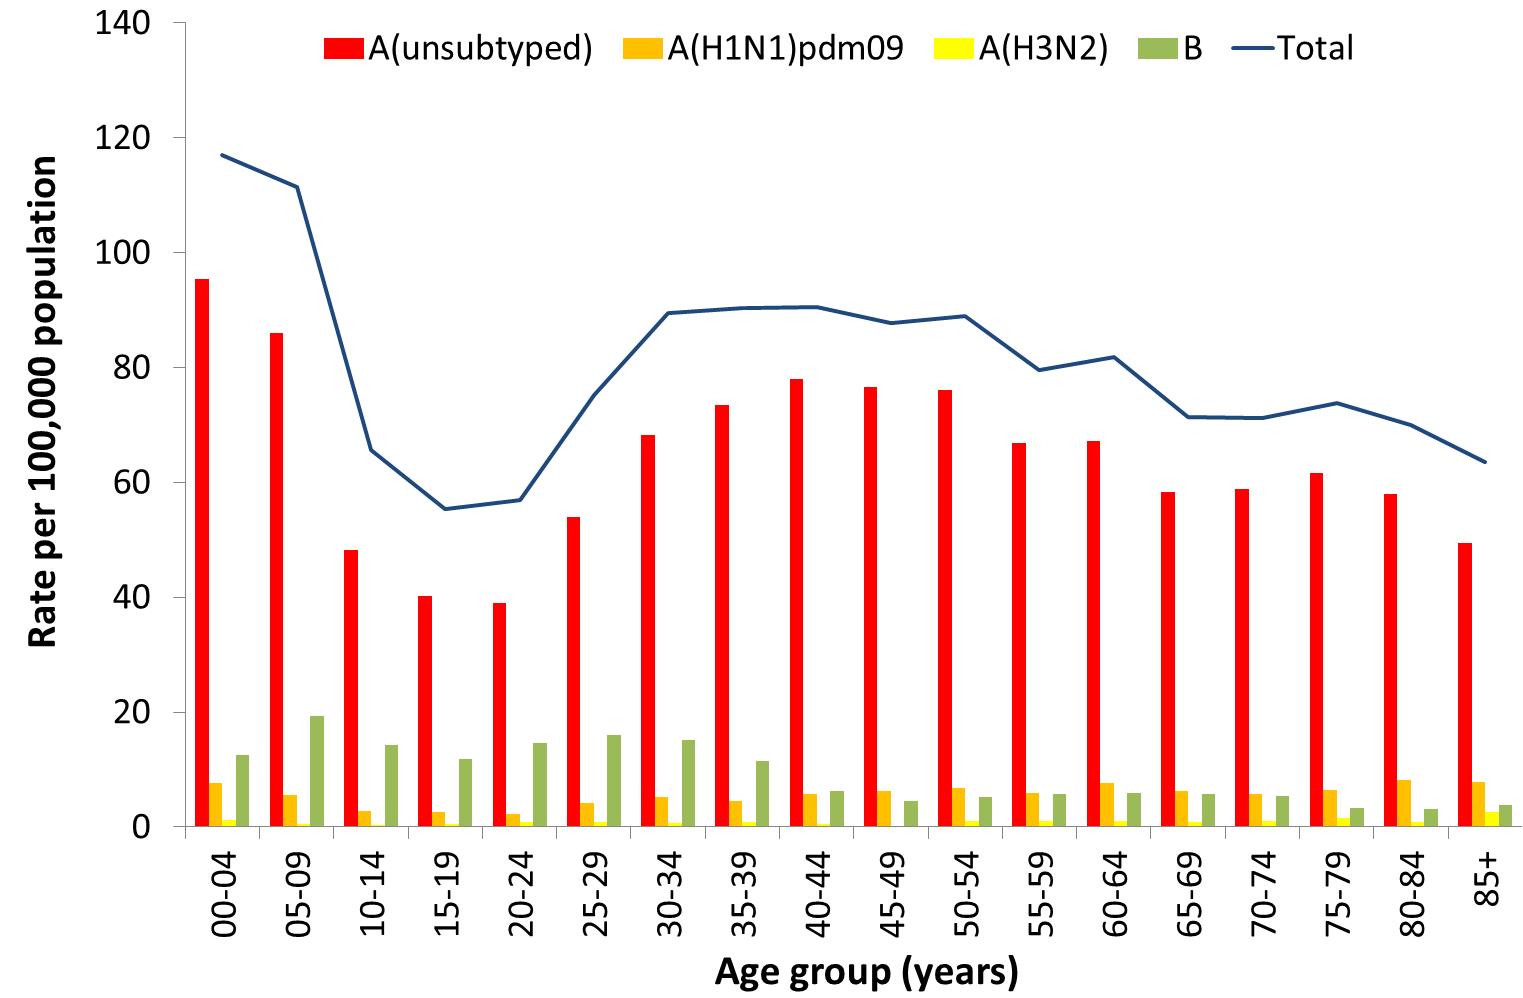 140
A(unsubtyped) A(H1N1)pdm09 A(H3N2) B Total
120
100
80
60
40
20
0
Rate per 100,000 population
00-04 05-09 10-14 15-19 20-24 25-29 30-34 35-39 40-44 45-49 50-54 55-59 60-64 65-69 70-74 75-79 80-84 85+
Age group (years)